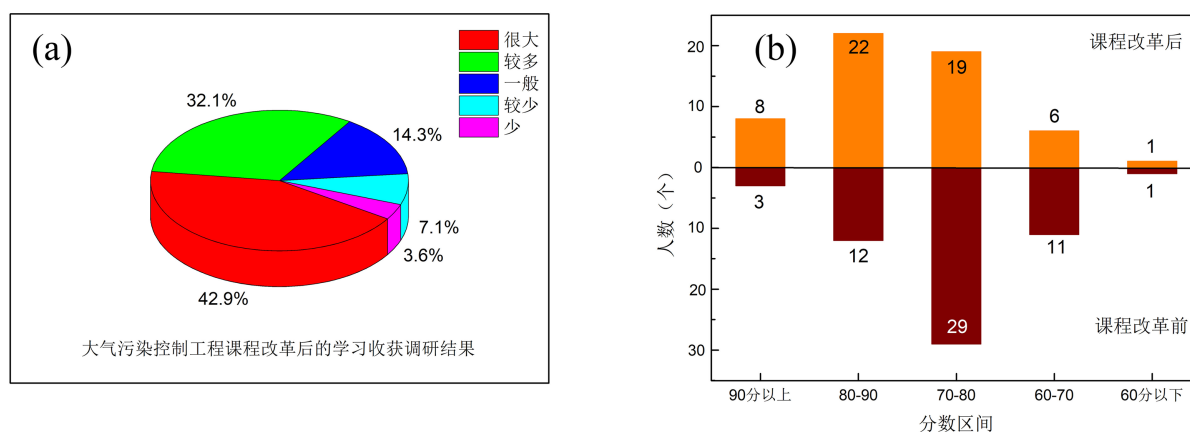 (a)
很大
较多
一般
较少
少
32.1%
14.3%
7.1%
3.6%
42.9%
大气污染控制工程课程改革后的学习收获调研结果
(b)
课程改革后
20
10
0
10
20
30
人数（个）
8
22
19
6
1
3
12
29
11
1
课程改革前
90分以上
80-90
70-80
60-70
60分以下
分数区间